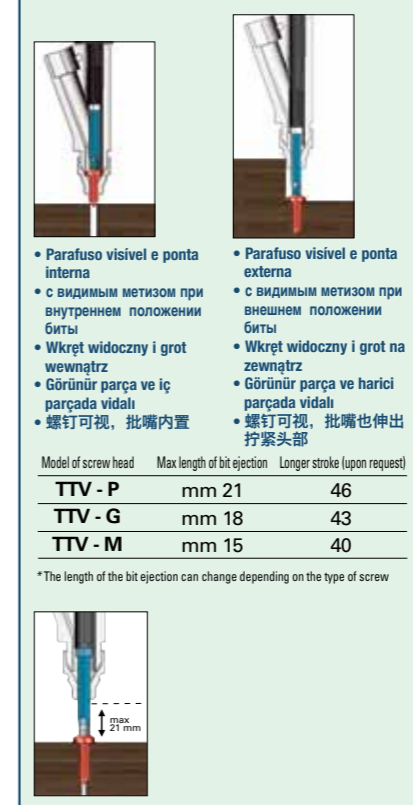 • Parafuso visível e ponta
interna
• с видимым метизом при
внутреннем положении
биты
• Wkręt widoczny i grot
wewnątrz
• Görünür parça ve iç
parçada vidalı
• 螺钉可视，批嘴内置
• Parafuso visível e ponta
externa
• с видимым метизом при
внешнем положении
биты
• Wkręt widoczny i grot na
zewnątrz
• Görünür parça ve harici
parçada vidalı
• 螺钉可视，批嘴也伸出
拧紧头部
Model of screw head Max length of bit ejection Longer stroke (upon request)
TTV - P mm 21 46
TTV - G mm 18 43
TTV - M mm 15 40
*The length of the bit ejection can change depending on the type of screw
max
21 mm